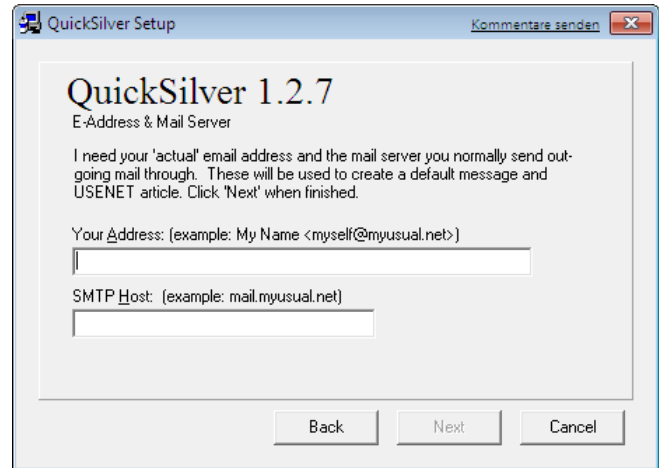 QuickSilver Setup
Kommentare senden
QuickSilver 1.2.7
E-Address & Mail Server
I need your 'actual' email address and the mail server you normally send out-
going mail through. These will be used to create a default message and
USENET article. Click 'Next' when finished.
Your Address: (example: My Name <myself@myusual.net>)
SMTP Host: (example: mail.myusual.net)
Back
Next
Cancel